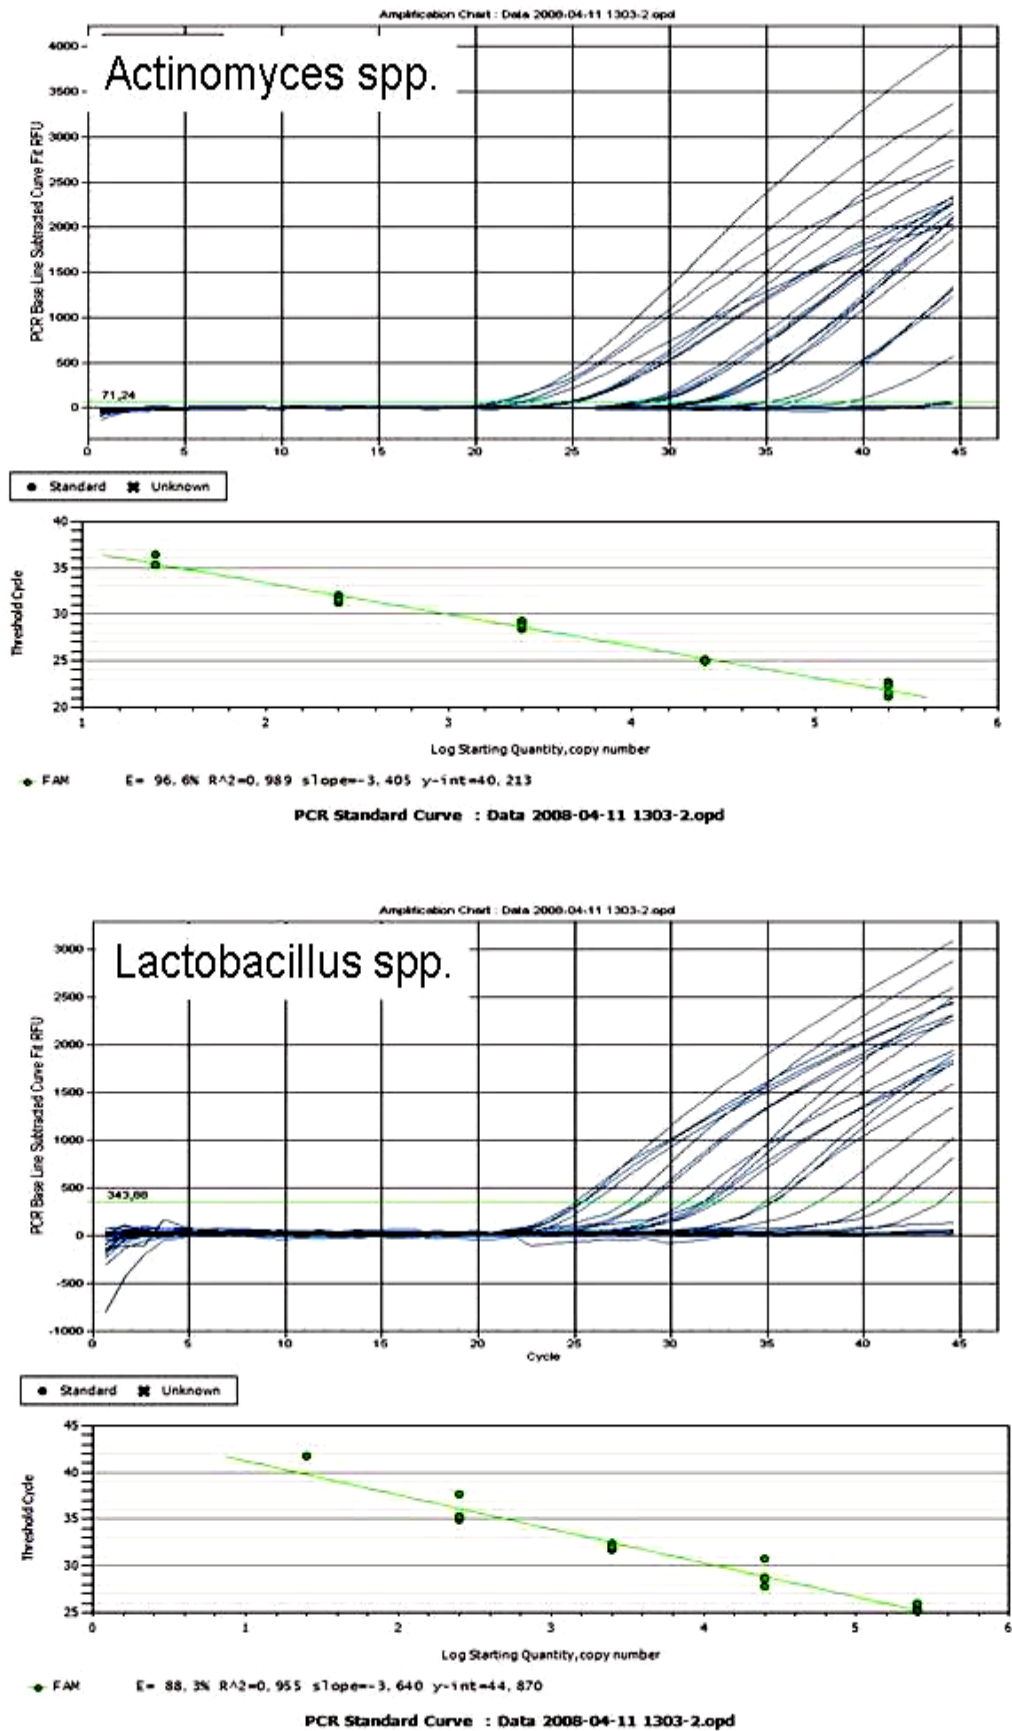 Amplification Chart : Data 2008-04-11 1303-2.opd
Actinomyces spp.
PCR Base Line Subtracted Curve Fit RFU
4000
3500
3000
2500
2000
1500
1000
500
0
71,24
0 5 10 15 20 25 30 35 40 45
Standard Unknown
Threshold Cycle
40
35
30
25
20
1 2 3 4 5 6
Log Starting Quantity, copy number
FAM E= 96, 6% R^2=0, 989 slope=-3, 405 y-int=40, 213
PCR Standard Curve : Data 2008-04-11 1303-2.opd
Amplification Chart : Data 2008-04-11 1303-2.opd
Lactobacillus spp.
PCR Base Line Subtracted Curve Fit RFU
3000
2500
2000
1500
1000
500
0
-500
-1000
343,88
0 5 10 15 20 25 30 35 40 45
Cycle
Standard Unknown
Threshold Cycle
45
40
35
30
25
0 1 2 3 4 5 6
Log Starting Quantity, copy number
FAM E= 88, 3% R^2=0, 955 slope=-3, 640 y-int=44, 870
PCR Standard Curve : Data 2008-04-11 1303-2.opd